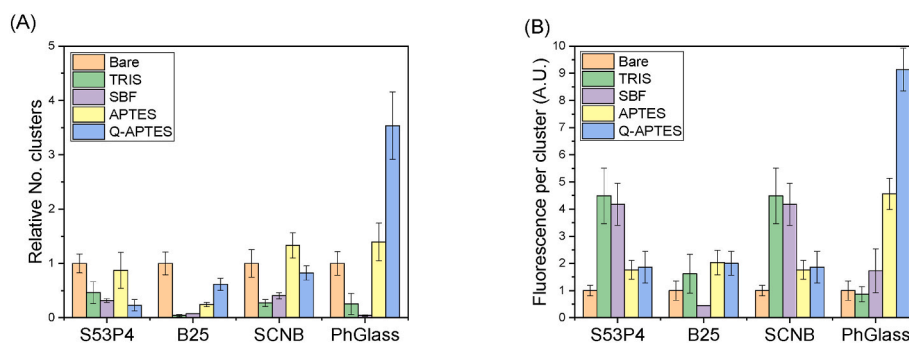 (A)
Relative No. clusters
5
4
3
2
1
0
Bare
TRIS
SBF
APTES
Q-APTES
S53P4 B25 SCNB PhGlass
(B)
Fluorescence per cluster (A.U.)
10
9
8
7
6
5
4
3
2
1
0
Bare
TRIS
SBF
APTES
Q-APTES
S53P4 B25 SCNB PhGlass